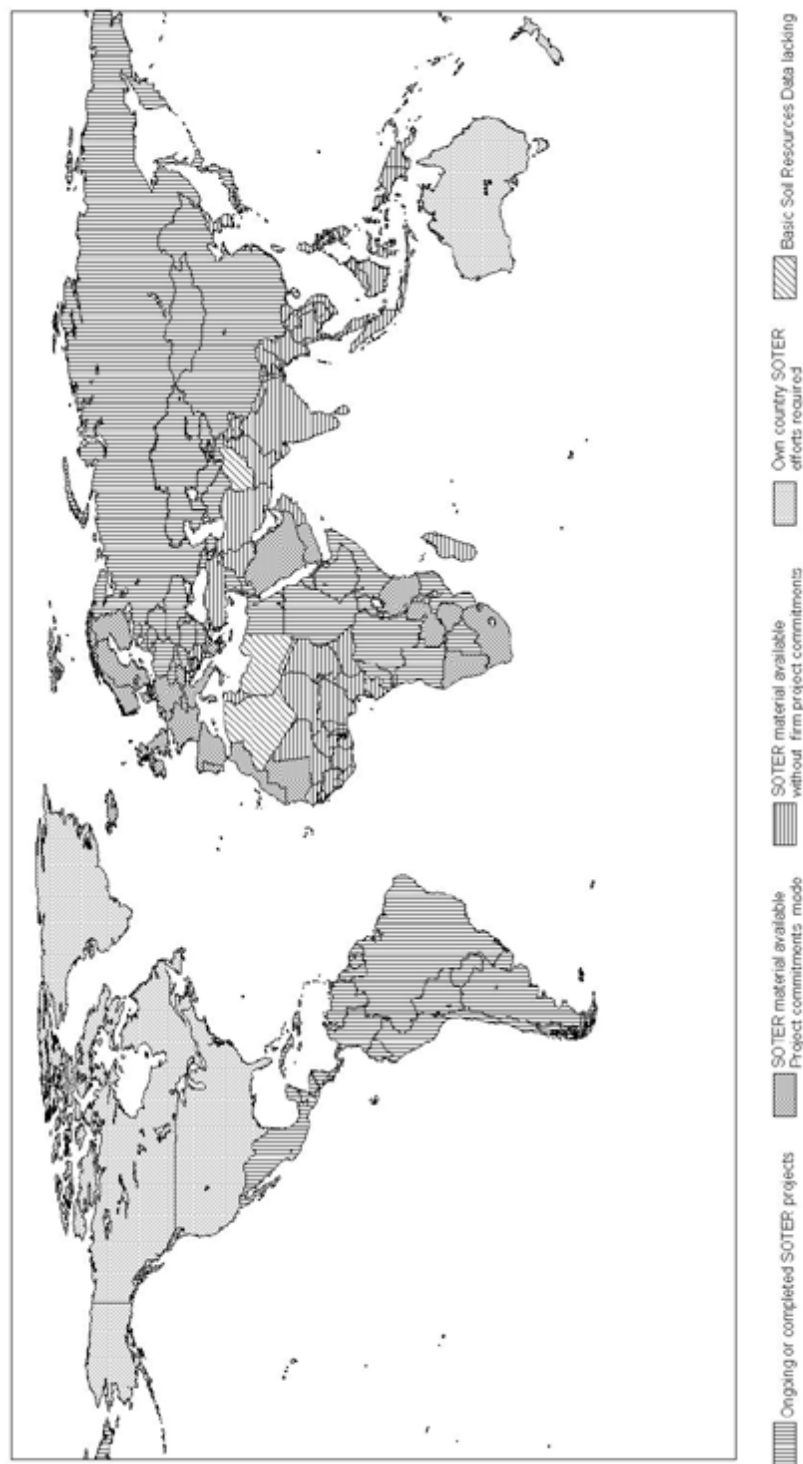 Ongoing or completed SOTER projects
SOTER material available
Project commitments made
SOTER material available
without firm project commitments
Own country SOTER
efforts required
Basic Soil Resources Data lacking